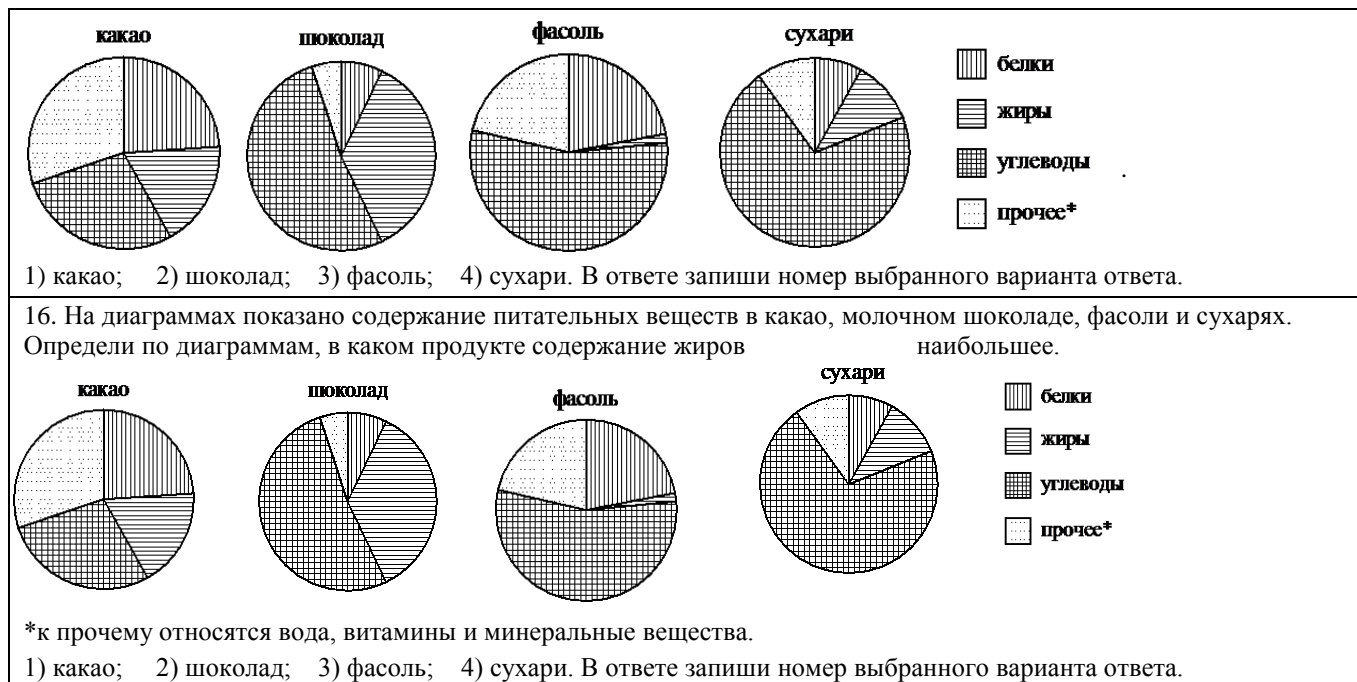 какао
шоколад
фасоль
сухари
белки
жиры
углеводы
прочее*
.
1) какао; 2) шоколад; 3) фасоль; 4) сухари. В ответе запиши номер выбранного варианта ответа.
16. На диаграммах показано содержание питательных веществ в какао, молочном шоколаде, фасоли и сухарях.
Определи по диаграммам, в каком продукте содержание жиров наибольшее.
какао
шоколад
фасоль
сухари
белки
жиры
углеводы
прочее*
*к прочему относятся вода, витамины и минеральные вещества.
1) какао; 2) шоколад; 3) фасоль; 4) сухари. В ответе запиши номер выбранного варианта ответа.